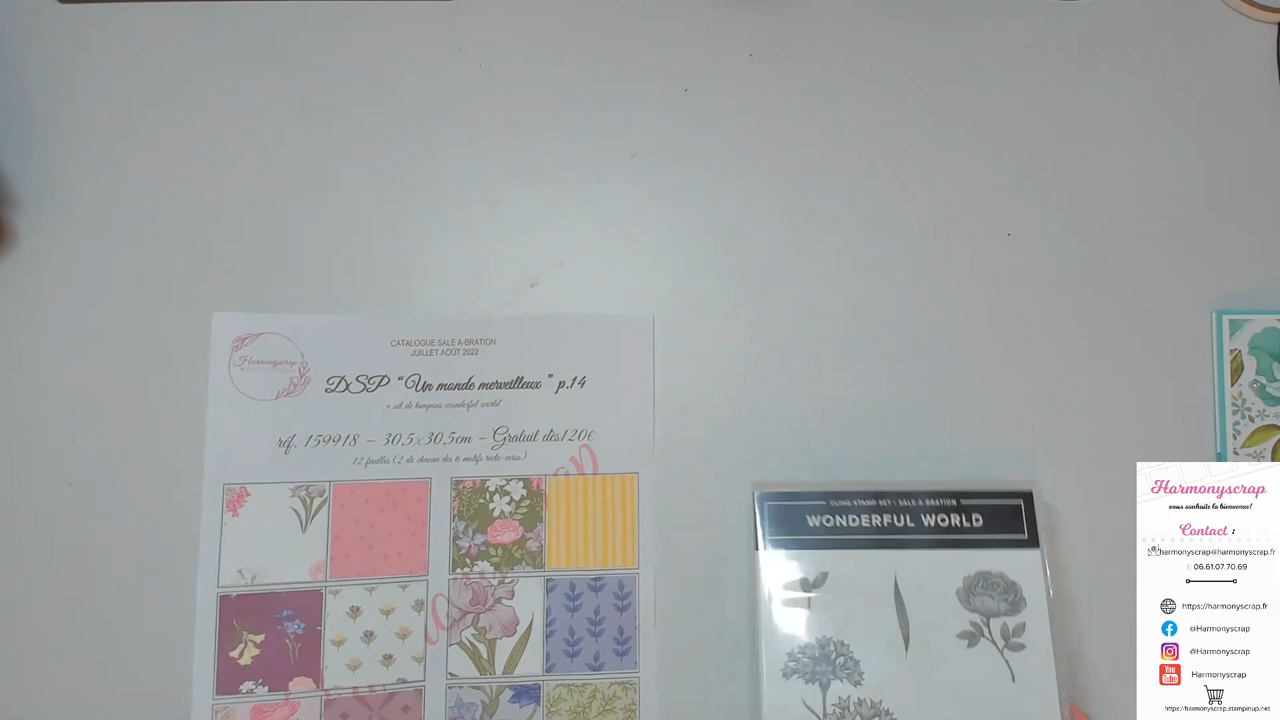 Harmonyscrap
CATALOGUE SALE A-BRATION
JUILLET AOÛT 2022
DSP “Un monde merveilleux” p.14
+ set de tampons wonderful world
réf. 159918 – 30,5x30,5cm – Gratuit dès120€
12 feuilles (2 de chacun des 6 motifs recto-verso)
CLING STAMP SET • SALE-A-BRATION
WONDERFUL WORLD
Harmonyscrap
vous souhaite la bienvenue!
Contact :
harmonyscrap@harmonyscrap.fr
06.61.07.70.69
https://harmonyscrap.fr
@Harmonyscrap
@Harmonyscrap
You Tube
Harmonyscrap
https://harmonyscrap.stampinup.net